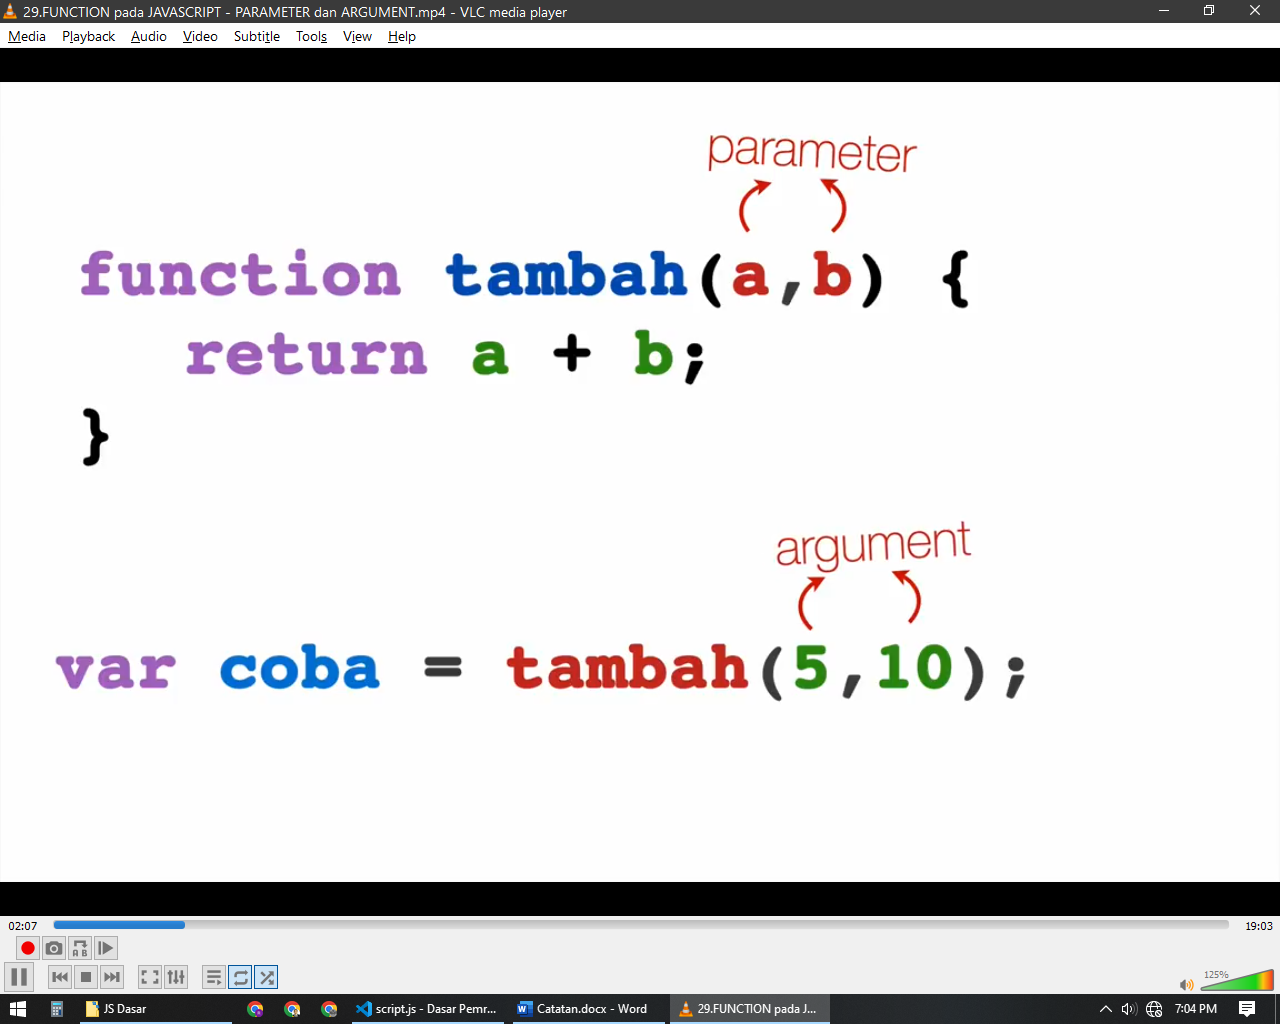 29.FUNCTION pada JAVASCRIPT - PARAMETER dan ARGUMENT.mp4 - VLC media player
Media Playback Audio Video Subtitle Tools View Help
parameter
function tambah(a,b) {
return a + b;
}
argument
var coba = tambah(5,10);
02:07 19:03
A B
125%
JS Dasar script.js - Dasar Pemr... Catatan.docx - Word 29.FUNCTION pada J... 7:04 PM